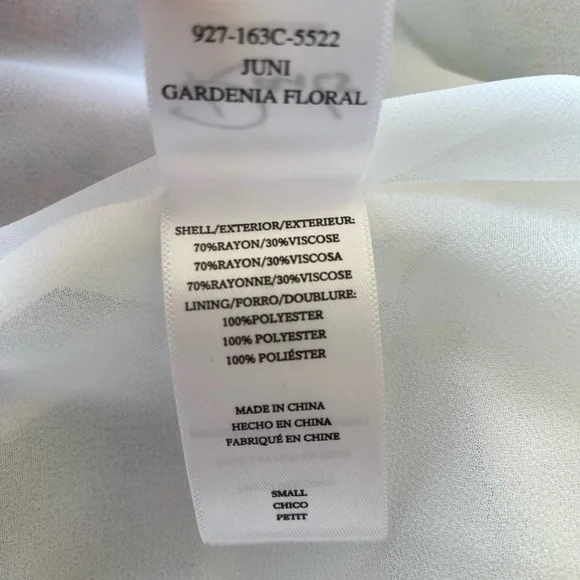 927-163C-5522
JUNI
GARDENIA FLORAL
SHELL/EXTERIOR/EXTERIEUR:
70%RAYON/30%VISCOSE
70%RAYON/30%VISCOSA
70%RAYONNE/30%VISCOSE
LINING/FORRO/DOUBLURE:
100%POLYESTER
100% POLYESTER
100% POLIÉSTER
MADE IN CHINA
HECHO EN CHINA
FABRIQUÉ EN CHINE
SMALL
CHICO
PETIT